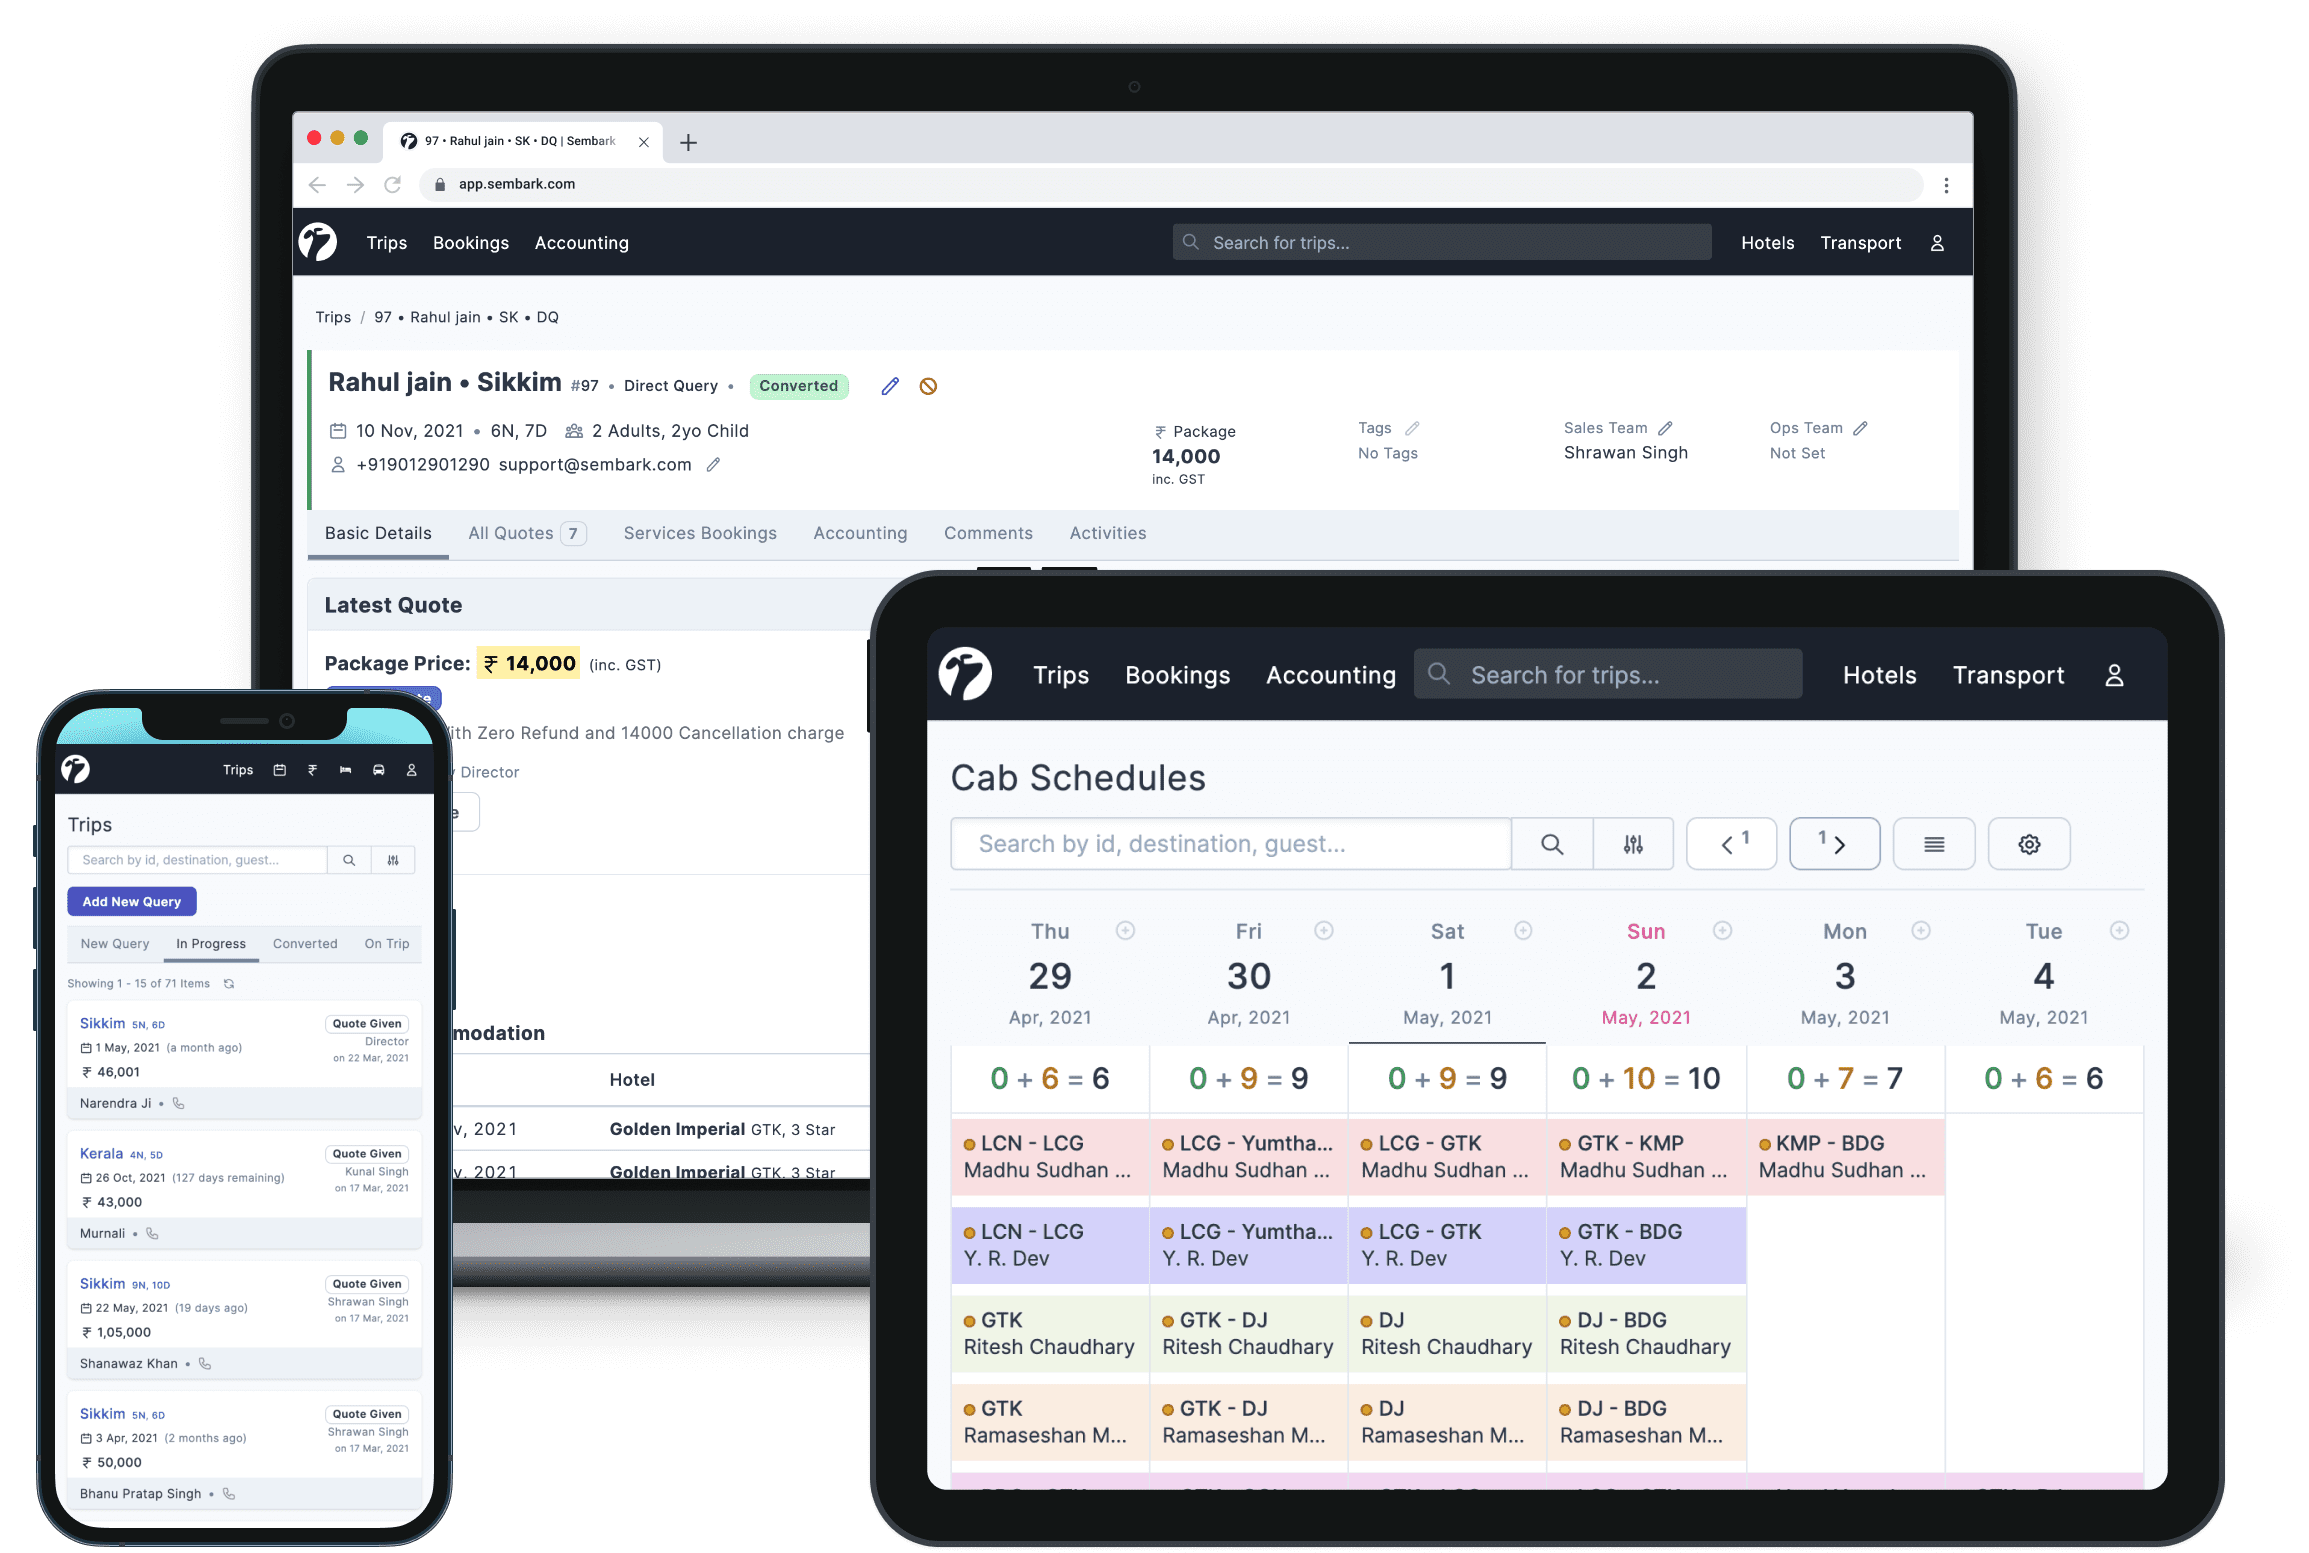 97 • Rahul jain • SK • DQ | Sembark
app.sembark.com
Trips Bookings Accounting Search for trips... Hotels Transport
Trips / 97 • Rahul jain • SK • DQ
Rahul jain • Sikkim #97 • Direct Query • Converted
10 Nov, 2021 • 6N, 7D 2 Adults, 2yo Child
+919012901290 support@sembark.com
₹ Package
14,000
inc. GST
Tags
No Tags
Sales Team
Shrawan Singh
Ops Team
Not Set
Basic Details All Quotes 7 Services Bookings Accounting Comments Activities
Latest Quote
Package Price: ₹ 14,000 (inc. GST)
Zero Refund and 14000 Cancellation charge
Director
Hotel
2021 Golden Imperial GTK, 3 Star
2021 Golden Imperial GTK, 3 Star
Trips ₹
Trips
Search by id, destination, guest...
Add New Query
New Query In Progress Converted On Trip
Showing 1 - 15 of 71 Items
Sikkim 5N, 6D Quote Given
Director
1 May, 2021 (a month ago)
on 22 Mar, 2021
₹ 46,001
Narendra Ji •
Kerala 4N, 5D Quote Given
Kunal Singh
26 Oct, 2021 (127 days remaining)
on 17 Mar, 2021
₹ 43,000
Murnali •
Sikkim 9N, 10D Quote Given
Shrawan Singh
22 May, 2021 (19 days ago)
on 17 Mar, 2021
₹ 1,05,000
Shanawaz Khan •
Sikkim 5N, 6D Quote Given
Shrawan Singh
3 Apr, 2021 (2 months ago)
on 17 Mar, 2021
₹ 50,000
Bhanu Pratap Singh •
Trips Bookings Accounting Search for trips... Hotels Transport
Cab Schedules
Search by id, destination, guest... < 1 1 >
Thu Fri Sat Sun Mon Tue
29 30 1 2 3 4
Apr, 2021 Apr, 2021 May, 2021 May, 2021 May, 2021 May, 2021
0 + 6 = 6 0 + 9 = 9 0 + 9 = 9 0 + 10 = 10 0 + 7 = 7 0 + 6 = 6
LCN - LCG LCG - Yumtha... LCG - GTK GTK - KMP KMP - BDG
Madhu Sudhan ... Madhu Sudhan ... Madhu Sudhan ... Madhu Sudhan ... Madhu Sudhan ...
LCN - LCG LCG - Yumtha... LCG - GTK GTK - BDG
Y. R. Dev Y. R. Dev Y. R. Dev Y. R. Dev
GTK GTK - DJ DJ DJ - BDG
Ritesh Chaudhary Ritesh Chaudhary Ritesh Chaudhary Ritesh Chaudhary
GTK GTK - DJ DJ DJ - BDG
Ramaseshan M... Ramaseshan M... Ramaseshan M... Ramaseshan M...